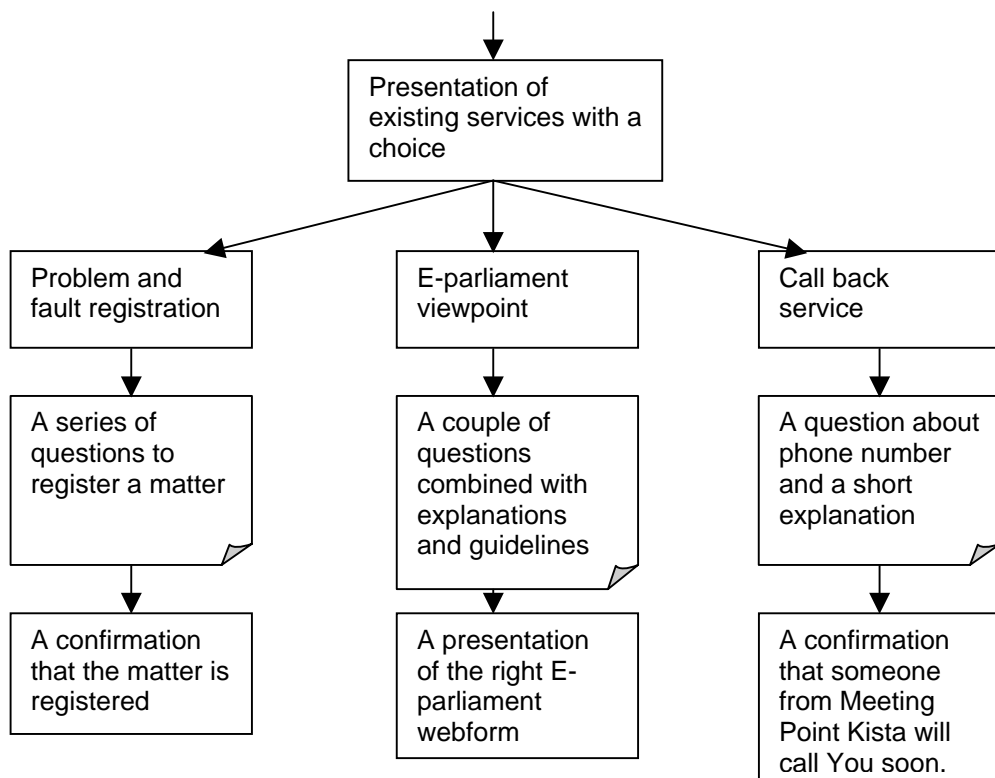 Presentation of
existing services with a
choice
Problem and
fault registration
E-parliament
viewpoint
Call back
service
A series of
questions to
register a matter
A couple of
questions
combined with
explanations
and guidelines
A question about
phone number
and a short
explanation
A confirmation
that the matter is
registered
A presentation
of the right E-
parliament
webform
A confirmation
that someone
from Meeting
Point Kista will
call You soon.